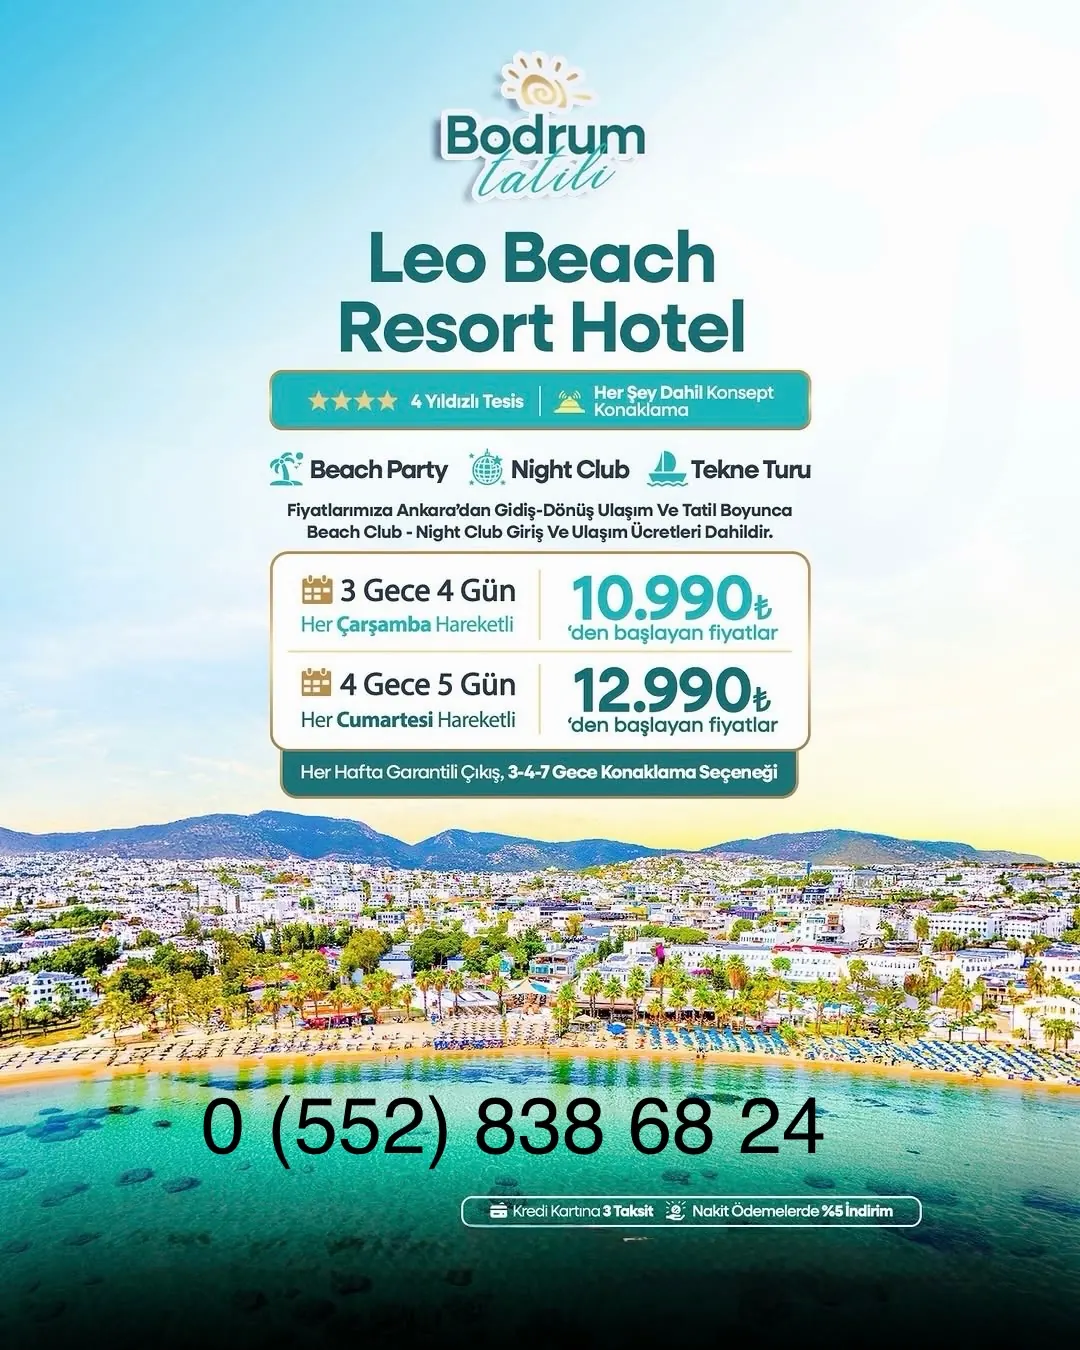 Bodrum
tatili
Leo Beach
Resort Hotel
4 Yıldızlı Tesis
Her Şey Dahil Konsept
Konaklama
Beach Party Night Club Tekne Turu
Fiyatlarımıza Ankara'dan Gidiş-Dönüş Ulaşım Ve Tatil Boyunca
Beach Club - Night Club Giriş Ve Ulaşım Ücretleri Dahildir.
3 Gece 4 Gün
Her Çarşamba Hareketli
10.990₺
'den başlayan fiyatlar
4 Gece 5 Gün
Her Cumartesi Hareketli
12.990₺
'den başlayan fiyatlar
Her Hafta Garantili Çıkış, 3-4-7 Gece Konaklama Seçeneği
0 (552) 838 68 24
Kredi Kartına 3 Taksit Nakit Ödemelerde %5 İndirim